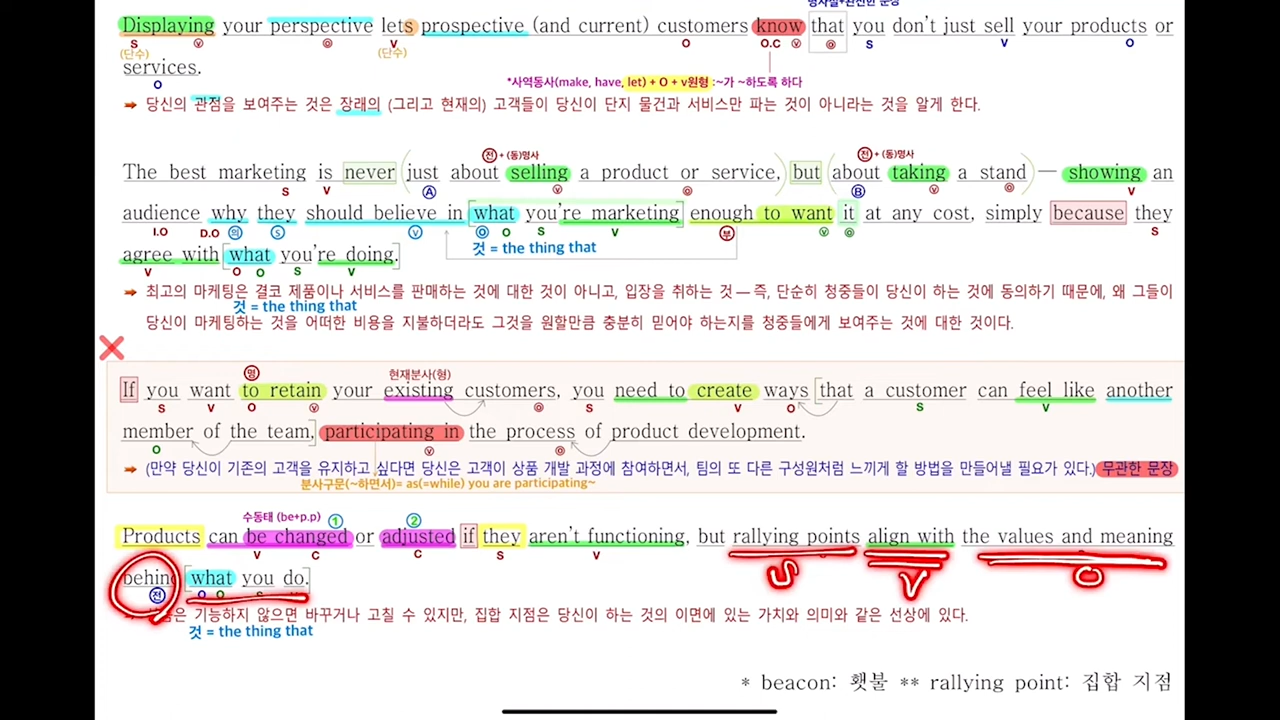 명사절+완전한 문장
Displaying your perspective lets prospective (and current) customers know that you don't just sell your products or
S ⓥ ⓞ V O O.C ⓥ ⓞ S V O
(단수) (단수)
services.
O
*사역동사(make, have, let) + O + v원형 :~가 ~하도록 하다
➡ 당신의 관점을 보여주는 것은 장래의 (그리고 현재의) 고객들이 당신이 단지 물건과 서비스만 파는 것이 아니라는 것을 알게 한다.
전 + (동)명사 전 + (동)명사
The best marketing is never (just about selling a product or service,) but (about taking a stand) — showing an
S V Ⓐ ⓥ ⓞ Ⓑ ⓥ ⓞ V
audience why they should believe in [what you're marketing] enough to want it at any cost, simply because they
I.O D.O 의 ⓢ ⓥ ⓞ O S V 부 ⓥ ⓞ S
것 = the thing that
agree with [what you're doing.]
V O O S V
➡ 최고의 마케팅은 결코 제품이나 서비스를 판매하는 것에 대한 것이 아니고, 입장을 취하는 것 — 즉, 단순히 청중들이 당신이 하는 것에 동의하기 때문에, 왜 그들이
것 = the thing that
당신이 마케팅하는 것을 어떠한 비용을 지불하더라도 그것을 원할만큼 충분히 믿어야 하는지를 청중들에게 보여주는 것에 대한 것이다.
명 현재분사(형)
If you want to retain your existing customers, you need to create ways [that a customer can feel like another
S V O ⓥ ⓞ S V O S V
member of the team,] participating in the process of product development.
O ⓥ ⓞ
➡ (만약 당신이 기존의 고객을 유지하고 싶다면 당신은 고객이 상품 개발 과정에 참여하면서, 팀의 또 다른 구성원처럼 느끼게 할 방법을 만들어낼 필요가 있다.) 무관한 문장
분사구문(~하면서)= as(=while) you are participating~
수동태 (be+p.p) ① ②
Products can be changed or adjusted if they aren't functioning, but rallying points align with the values and meaning
V C C S V S V O
behind [what you do.]
전 O O S V
은 기능하지 않으면 바꾸거나 고칠 수 있지만, 집합 지점은 당신이 하는 것의 이면에 있는 가치와 의미와 같은 선상에 있다.
것 = the thing that
* beacon: 횃불 ** rallying point: 집합 지점